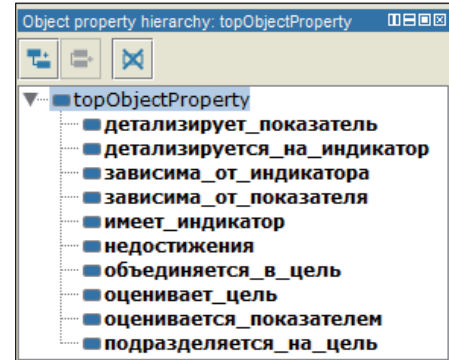 Object property hierarchy: topObjectProperty
topObjectProperty
детализирует_показатель
детализируется_на_индикатор
зависима_от_индикатора
зависима_от_показателя
имеет_индикатор
недостижения
объединяется_в_цель
оценивает_цель
оценивается_показателем
подразделяется_на_цель